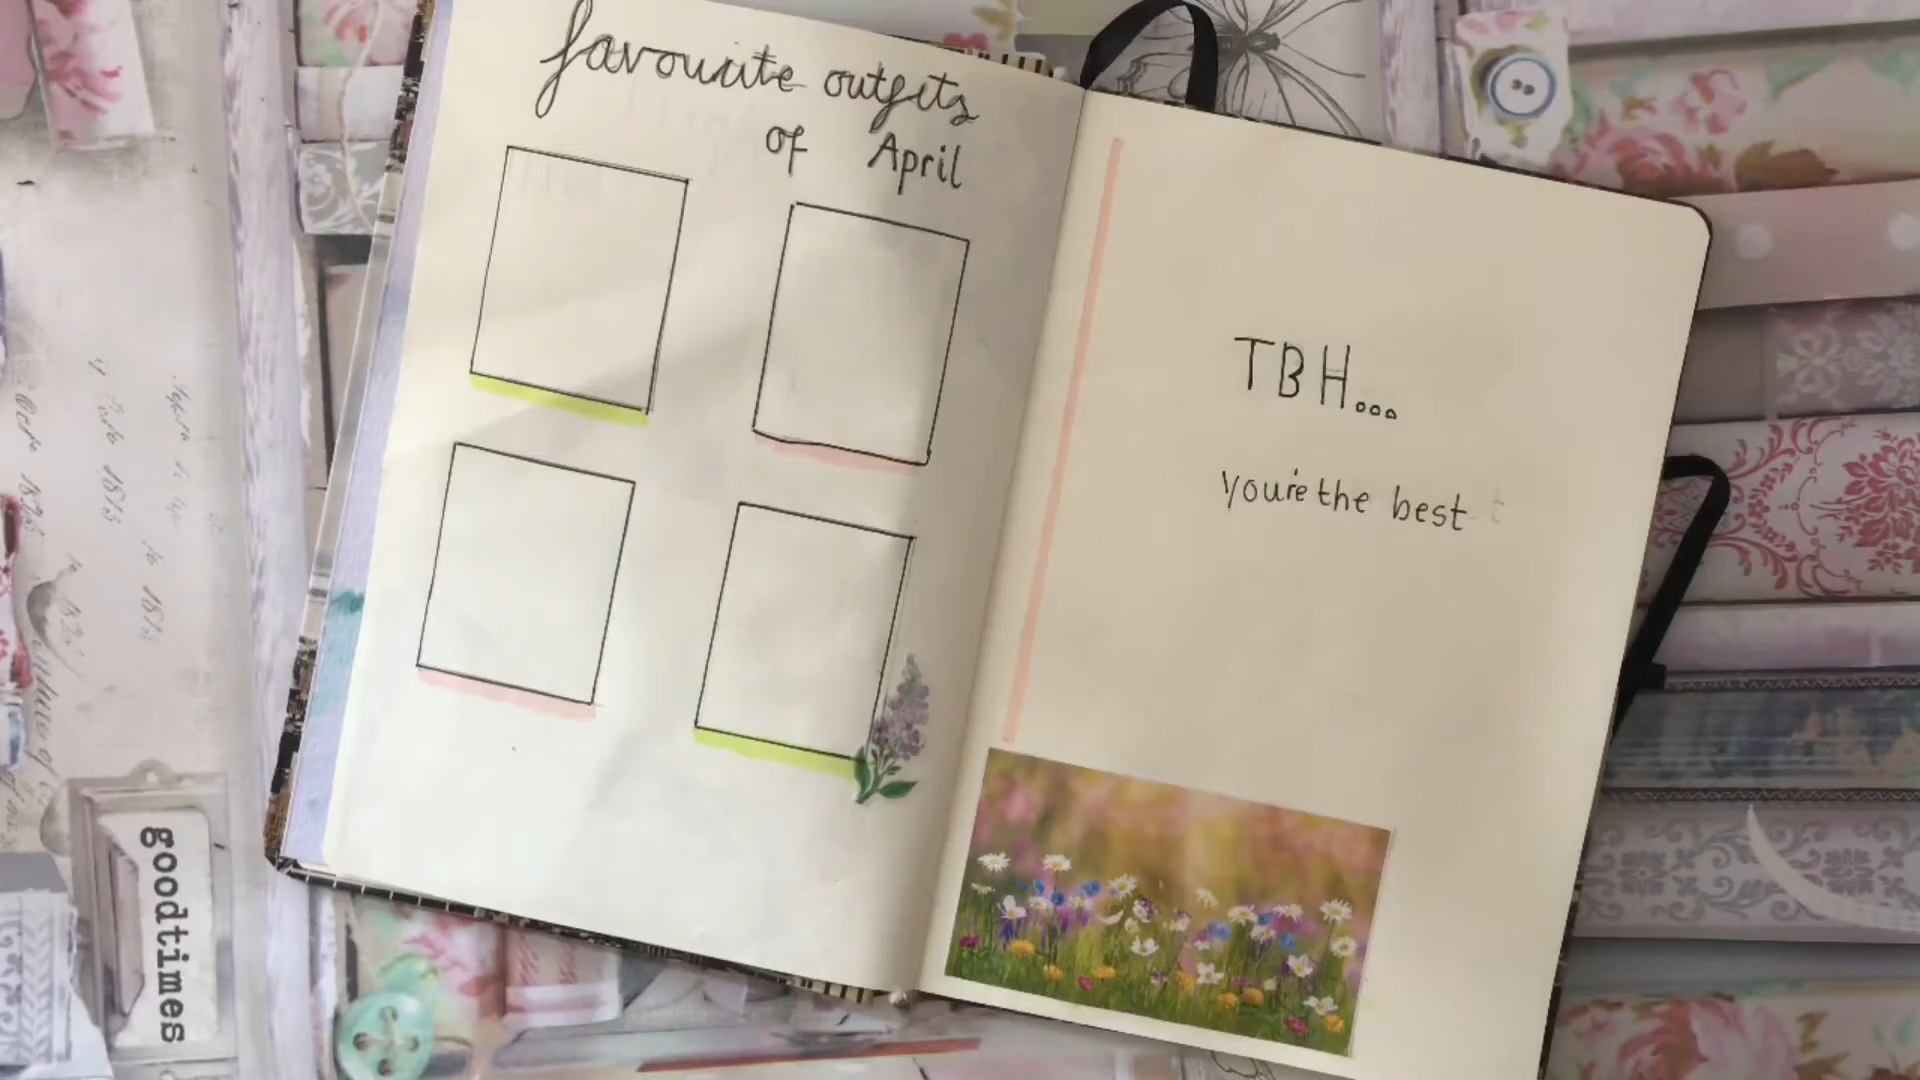 favourite outfits
of April
TBH...
you're the best
goodtimes